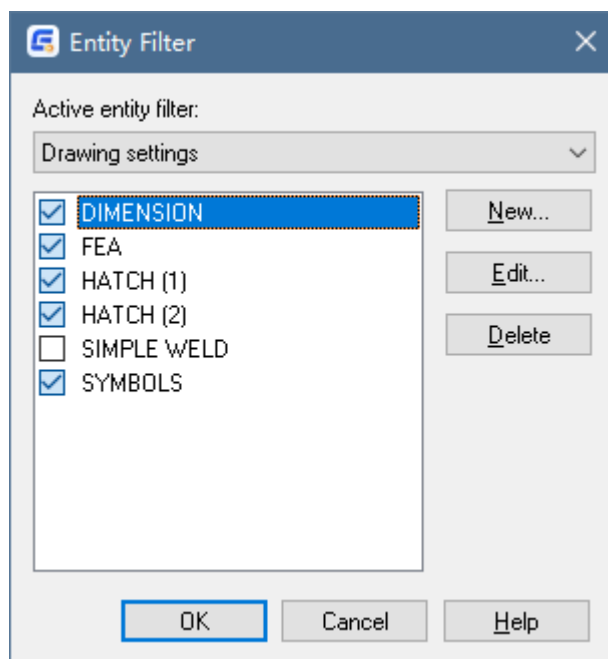 Entity Filter
Active entity filter:
Drawing settings
DIMENSION
FEA
HATCH (1)
HATCH (2)
SIMPLE WELD
SYMBOLS
New...
Edit...
Delete
OK
Cancel
Help